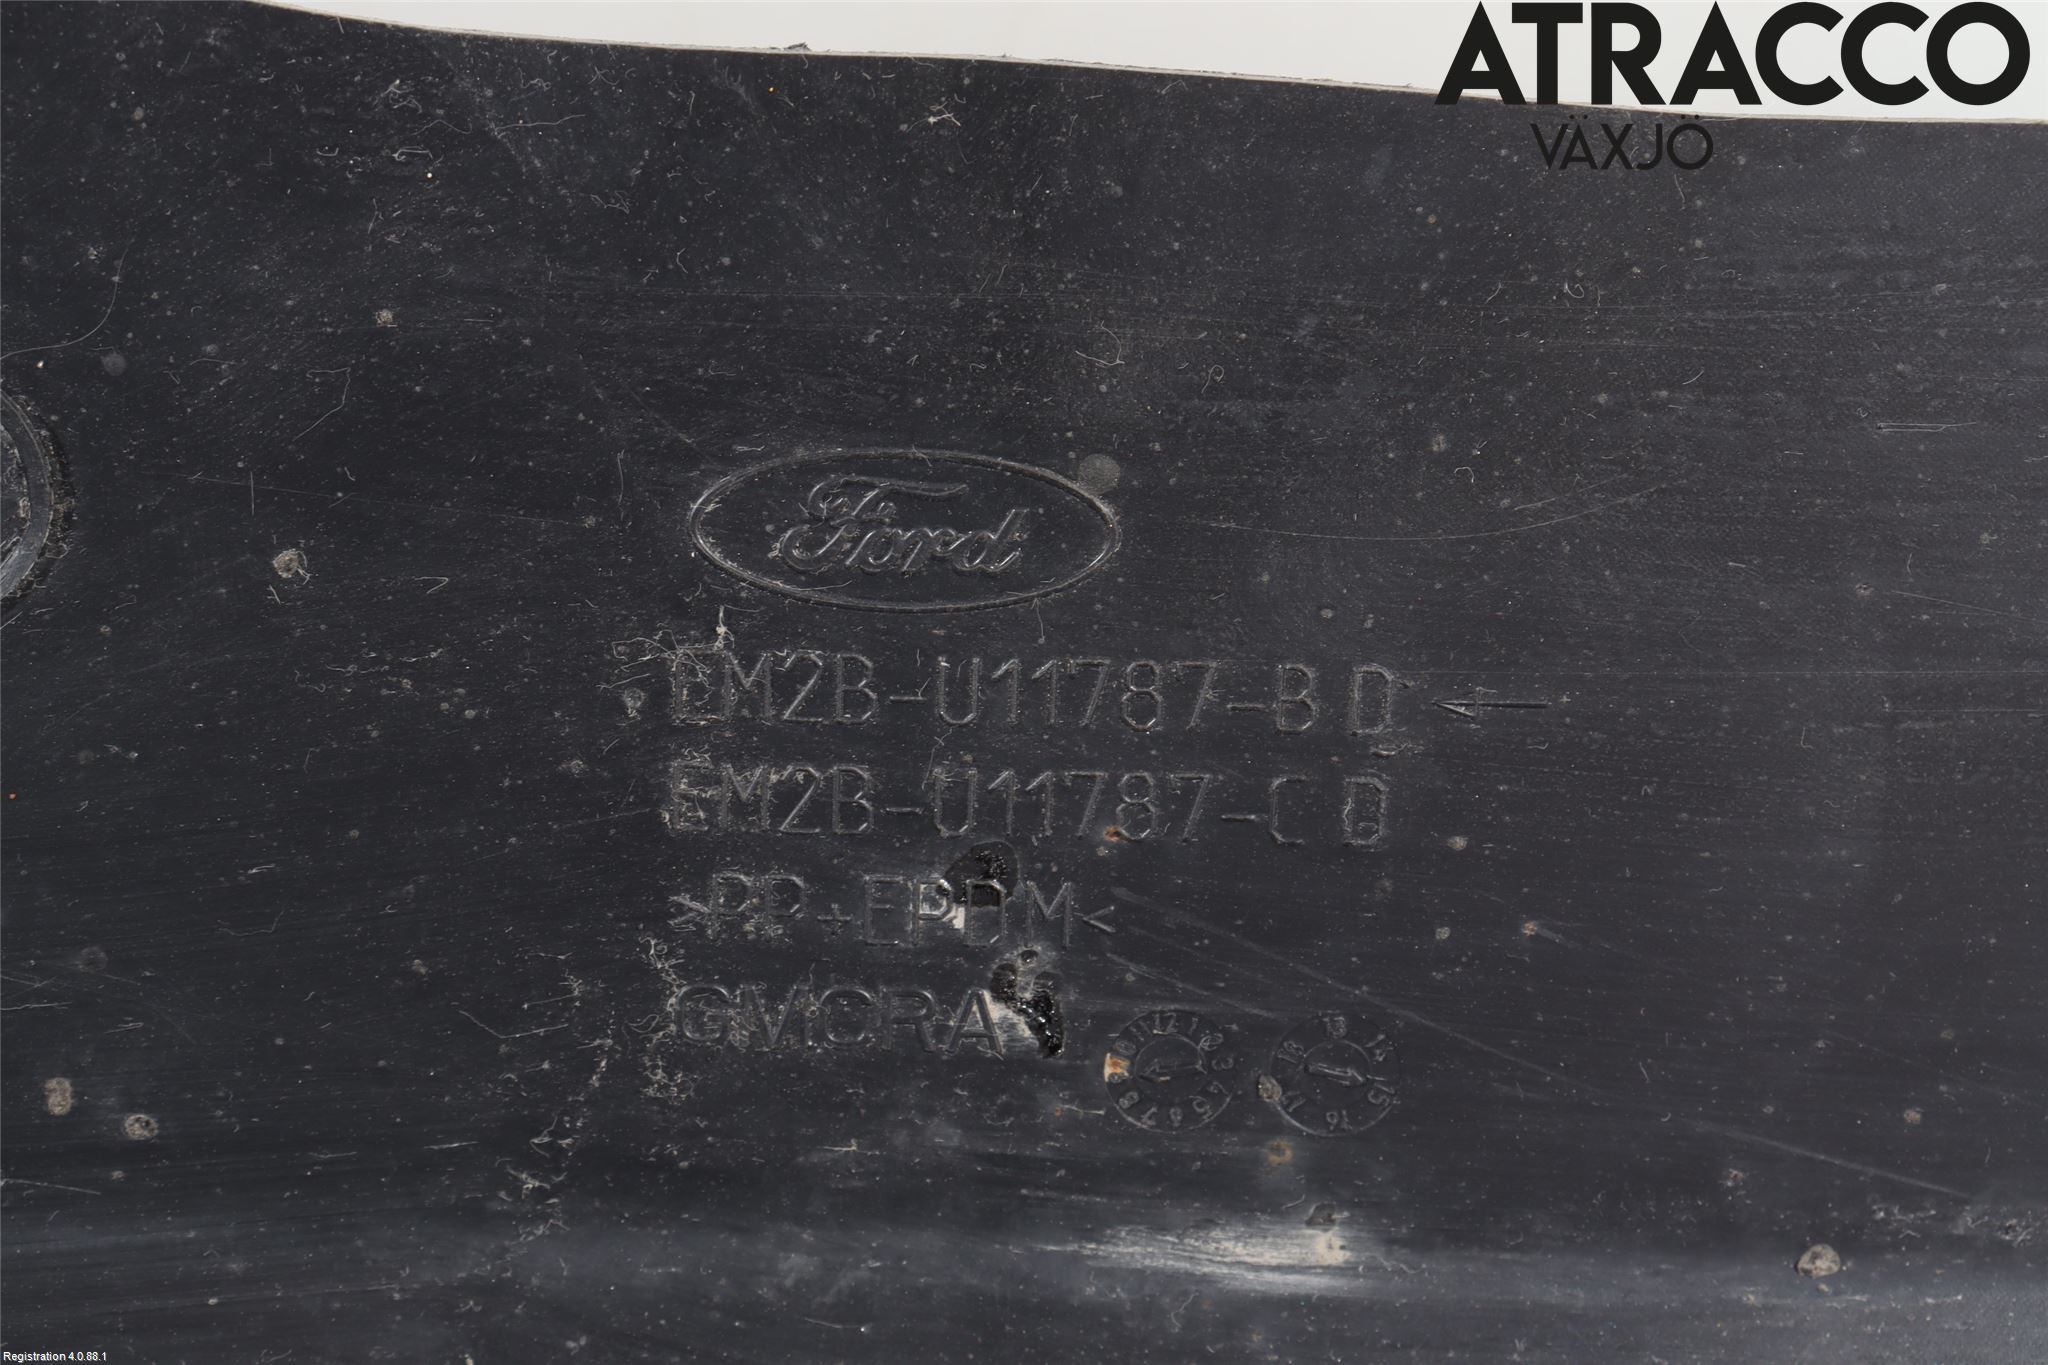 ATRACCO
VÄXJÖ
Ford
EM2B-U11787-BD
EM2B-U11787-CD
>PP+EPDM<
GMCRA
Registration 4.0.88.1